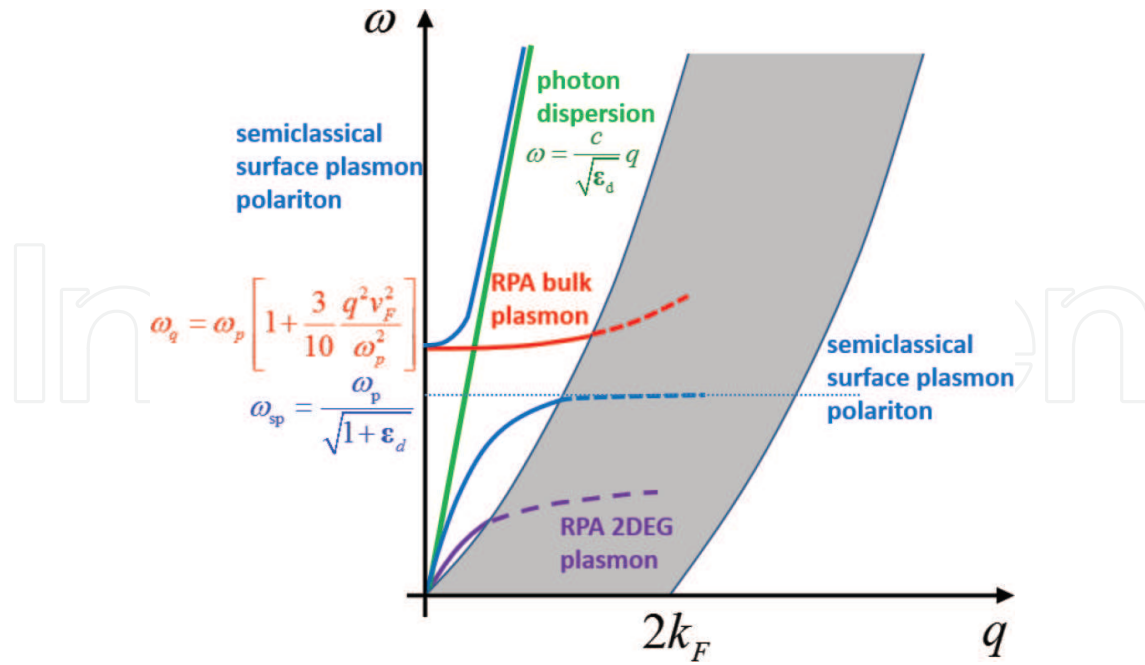 ω
photon
dispersion
ω = c/√ε_d q
semiclassical
surface plasmon
polariton
RPA bulk
plasmon
ω_q = ω_p [1 + 3/10 q²v_F²/ω_p²]
semiclassical
surface plasmon
polariton
ω_sp = ω_p/√(1 + ε_d)
RPA 2DEG
plasmon
2k_F
q